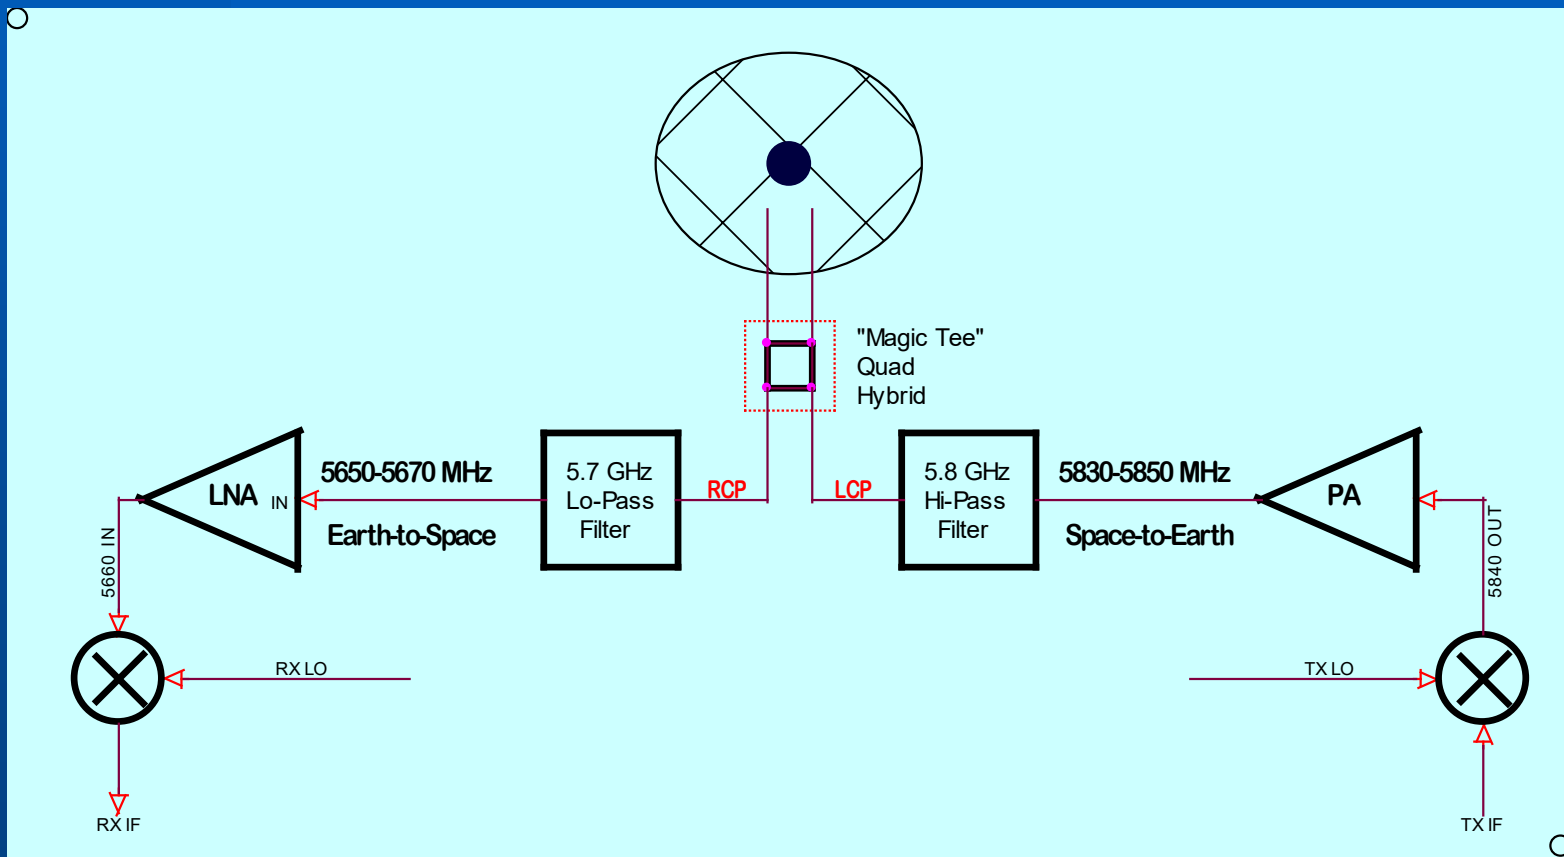 "Magic Tee"
Quad
Hybrid
LNA
IN
5650-5670 MHz
Earth-to-Space
5.7 GHz
Lo-Pass
Filter
RCP
LCP
5.8 GHz
Hi-Pass
Filter
5830-5850 MHz
Space-to-Earth
PA
5660 IN
5840 OUT
RX LO
TX LO
RX IF
TX IF